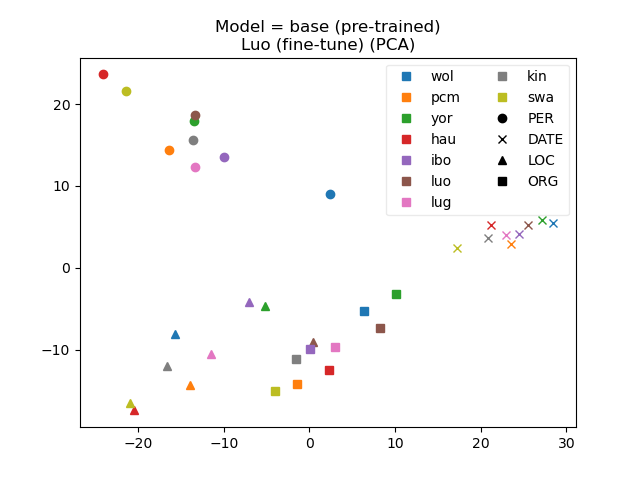 Model = base (pre-trained)
Luo (fine-tune) (PCA)
wol
pcm
yor
hau
ibo
luo
lug
kin
swa
PER
DATE
LOC
ORG
20
10
0
−10
−20
−10
0
10
20
30